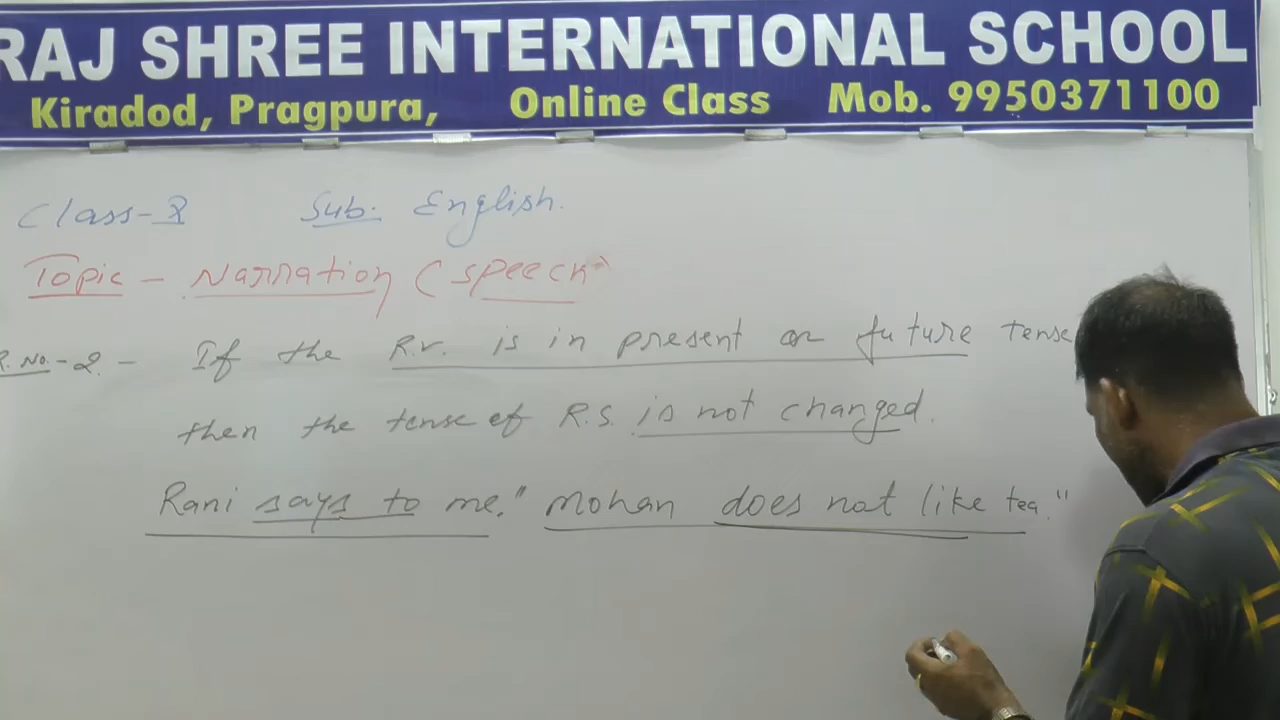 RAJ SHREE INTERNATIONAL SCHOOL
Kiradod, Pragpura, Online Class Mob. 9950371100
Class-X Sub. English.
Topic - Narration (speech)
R. No.-2. - If the R.v. is in present or future tense
then the tense of R.S. is not changed.
Rani says to me, "Mohan does not like tea."